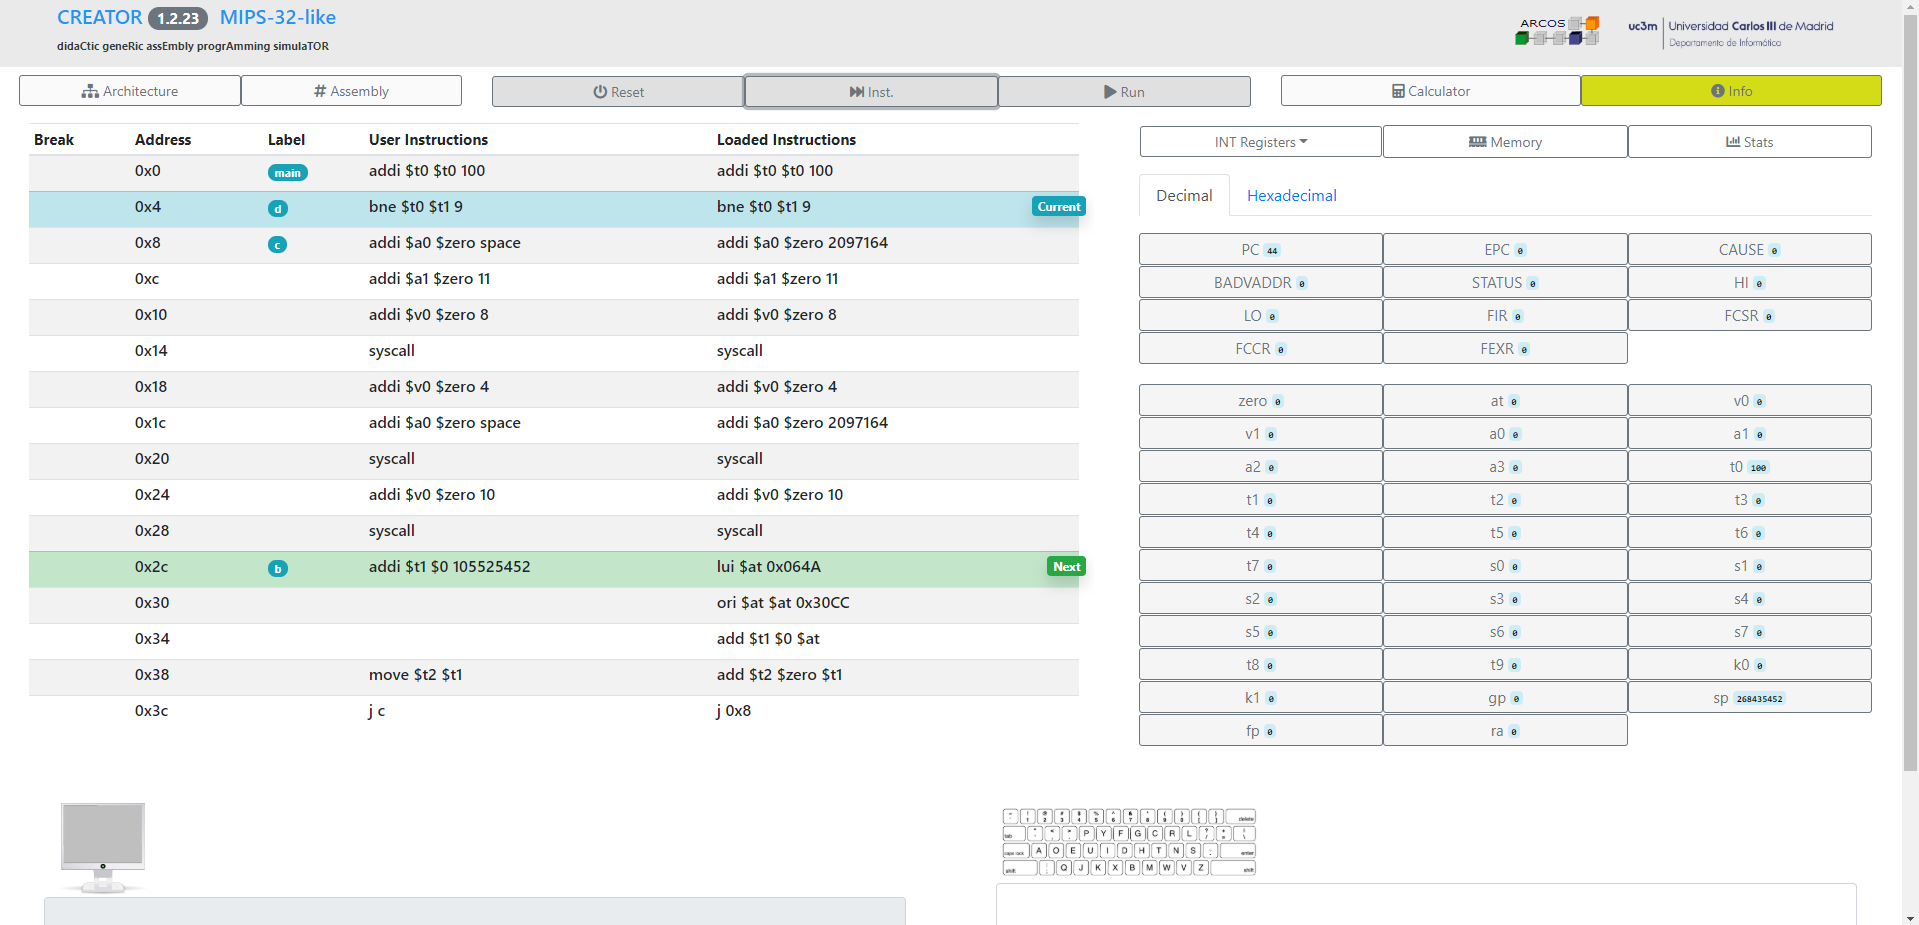 CREATOR 1.2.23 MIPS-32-like
didaCtic geneRic assEmbly progrAmming simulaTOR
ARCOS
uc3m Universidad Carlos III de Madrid
Departamento de Informática
Architecture # Assembly Reset Inst. Run Calculator Info
Break Address Label User Instructions Loaded Instructions
0x0 main addi $t0 $t0 100 addi $t0 $t0 100
0x4 d bne $t0 $t1 9 bne $t0 $t1 9 Current
0x8 c addi $a0 $zero space addi $a0 $zero 2097164
0xc addi $a1 $zero 11 addi $a1 $zero 11
0x10 addi $v0 $zero 8 addi $v0 $zero 8
0x14 syscall syscall
0x18 addi $v0 $zero 4 addi $v0 $zero 4
0x1c addi $a0 $zero space addi $a0 $zero 2097164
0x20 syscall syscall
0x24 addi $v0 $zero 10 addi $v0 $zero 10
0x28 syscall syscall
0x2c b addi $t1 $0 105525452 lui $at 0x064A Next
0x30 ori $at $at 0x30CC
0x34 add $t1 $0 $at
0x38 move $t2 $t1 add $t2 $zero $t1
0x3c j c j 0x8
INT Registers Memory Stats
Decimal Hexadecimal
PC 44 EPC 0 CAUSE 0
BADVADDR 0 STATUS 0 HI 0
LO 0 FIR 0 FCSR 0
FCCR 0 FEXR 0
zero 0 at 0 v0 0
v1 0 a0 0 a1 0
a2 0 a3 0 t0 100
t1 0 t2 0 t3 0
t4 0 t5 0 t6 0
t7 0 s0 0 s1 0
s2 0 s3 0 s4 0
s5 0 s6 0 s7 0
t8 0 t9 0 k0 0
k1 0 gp 0 sp 268435452
fp 0 ra 0
delete
tab P Y F G C R L
caps lock A O E U I D H T N S enter
shift Q J K X B M W V Z shift